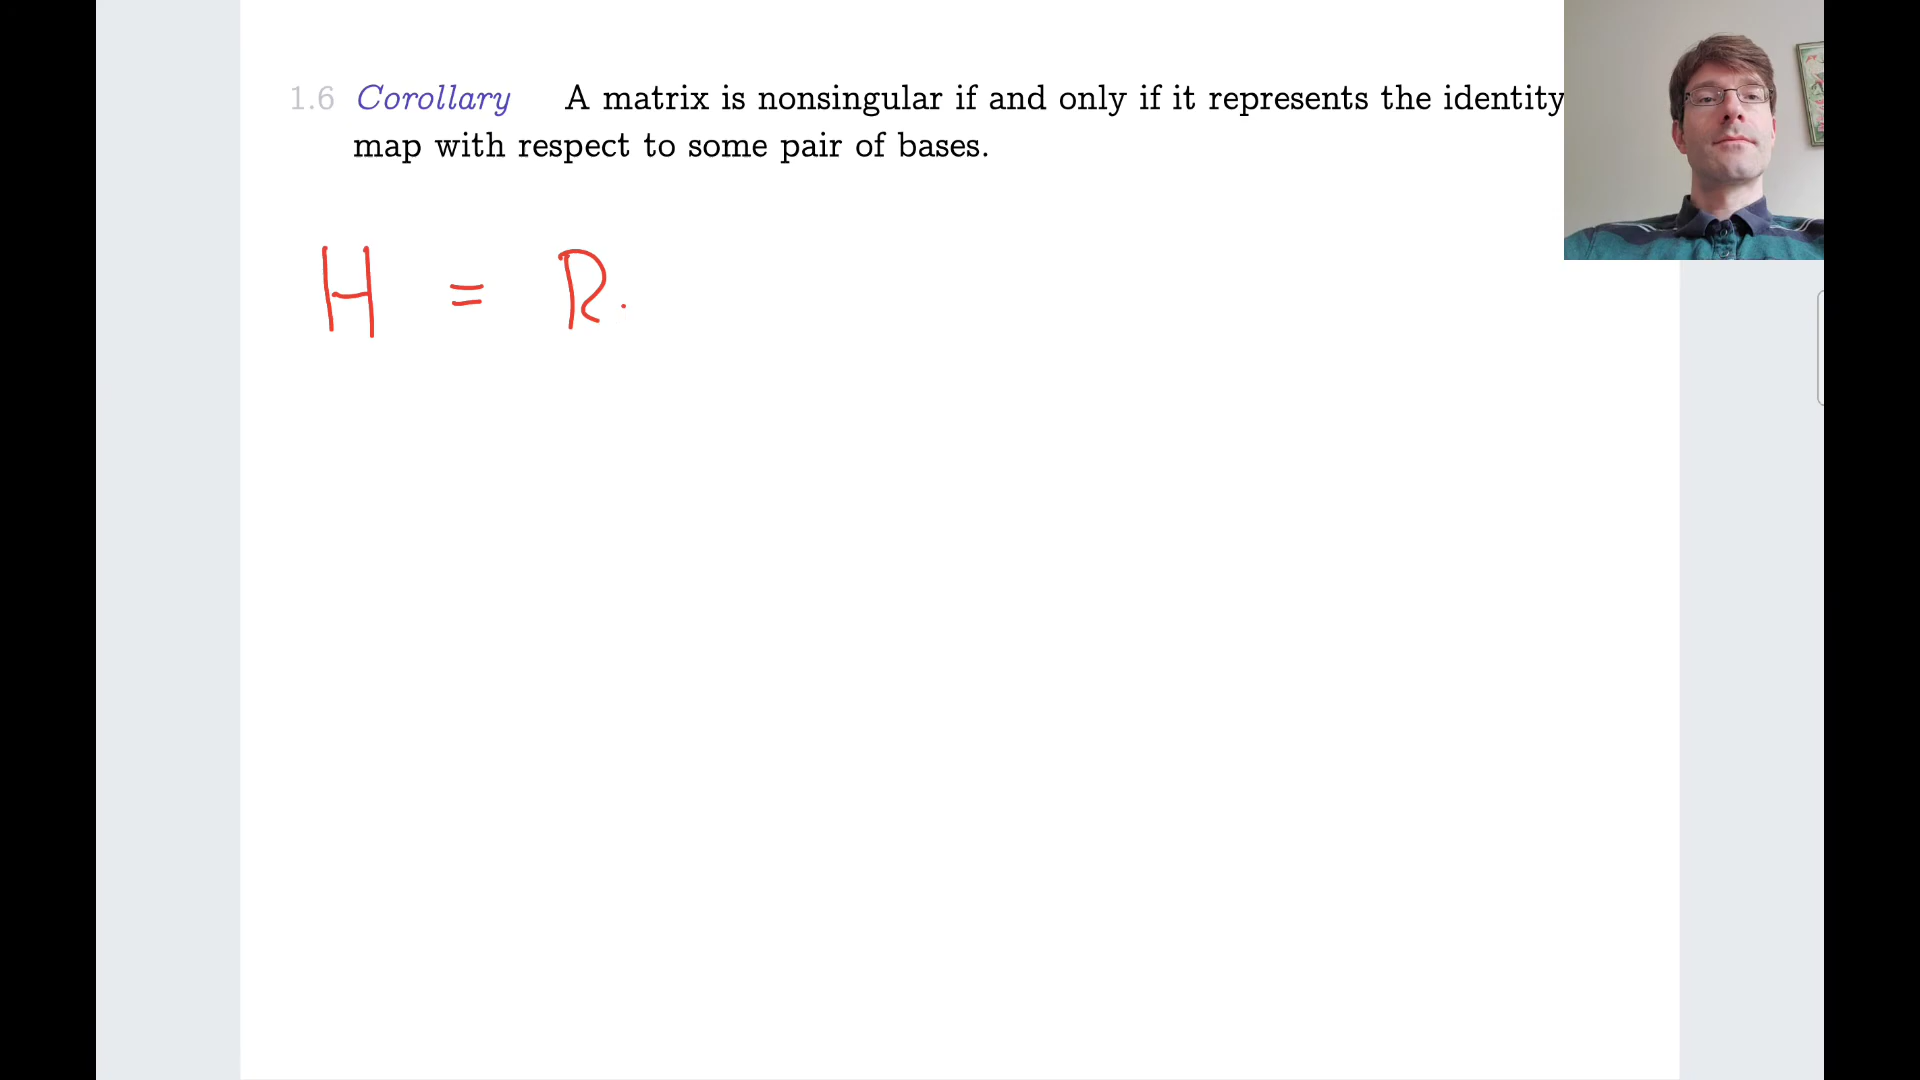 1.6 Corollary A matrix is nonsingular if and only if it represents the identity
map with respect to some pair of bases.
H = R.